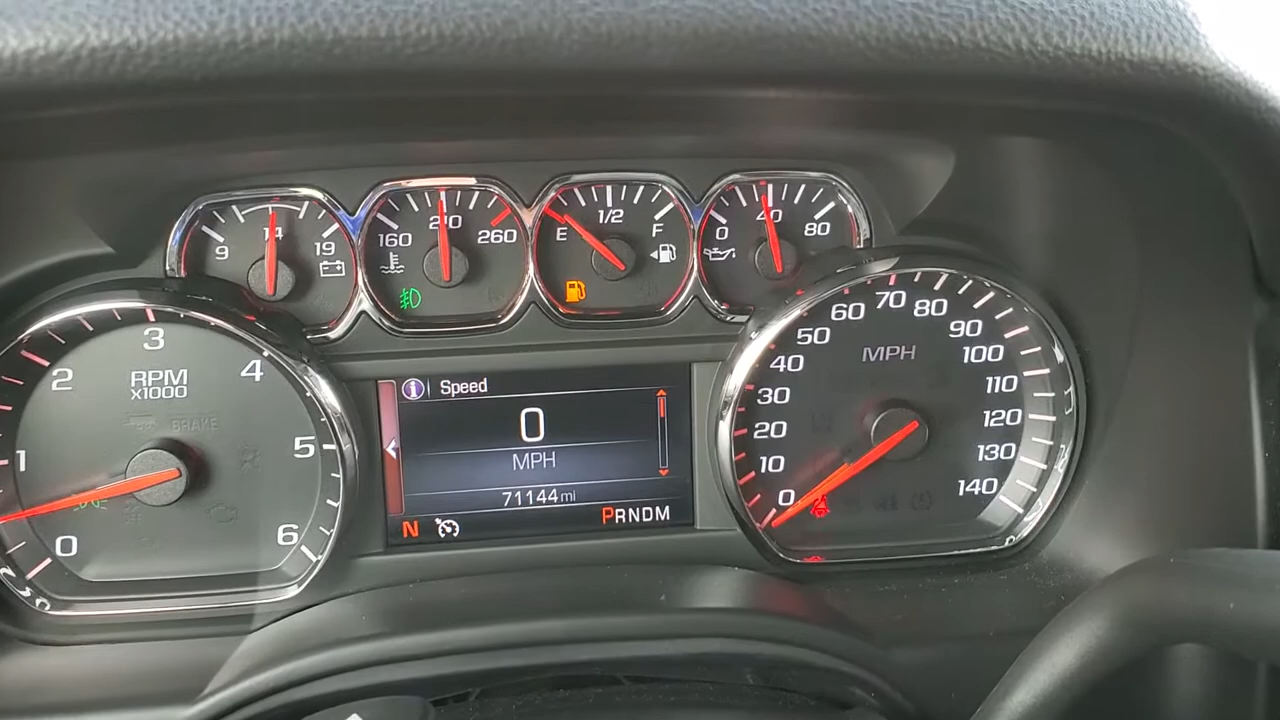 9 14 19
160 210 260
E 1/2 F
0 40 80
0 1 2 3 4 5 6
RPM
x1000
BRAKE
i Speed
0
MPH
71144 mi
N PRNDM
0 10 20 30 40 50 60 70 80 90 100 110 120 130 140
MPH